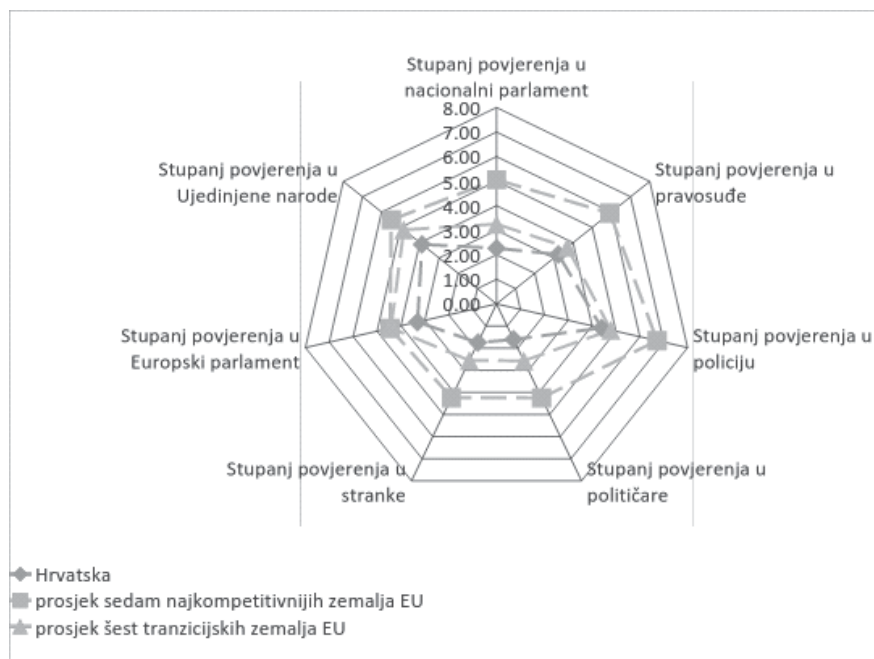 Stupanj povjerenja u
nacionalni parlament
8.00
7.00
6.00
5.00
4.00
3.00
2.00
1.00
0.00
Stupanj povjerenja u
pravosuđe
Stupanj povjerenja u
policiju
Stupanj povjerenja u
političare
Stupanj povjerenja u
stranke
Stupanj povjerenja u
Europski parlament
Stupanj povjerenja u
Ujedinjene narode
Hrvatska
prosjek sedam najkompetitivnijih zemalja EU
prosjek šest tranzicijskih zemalja EU